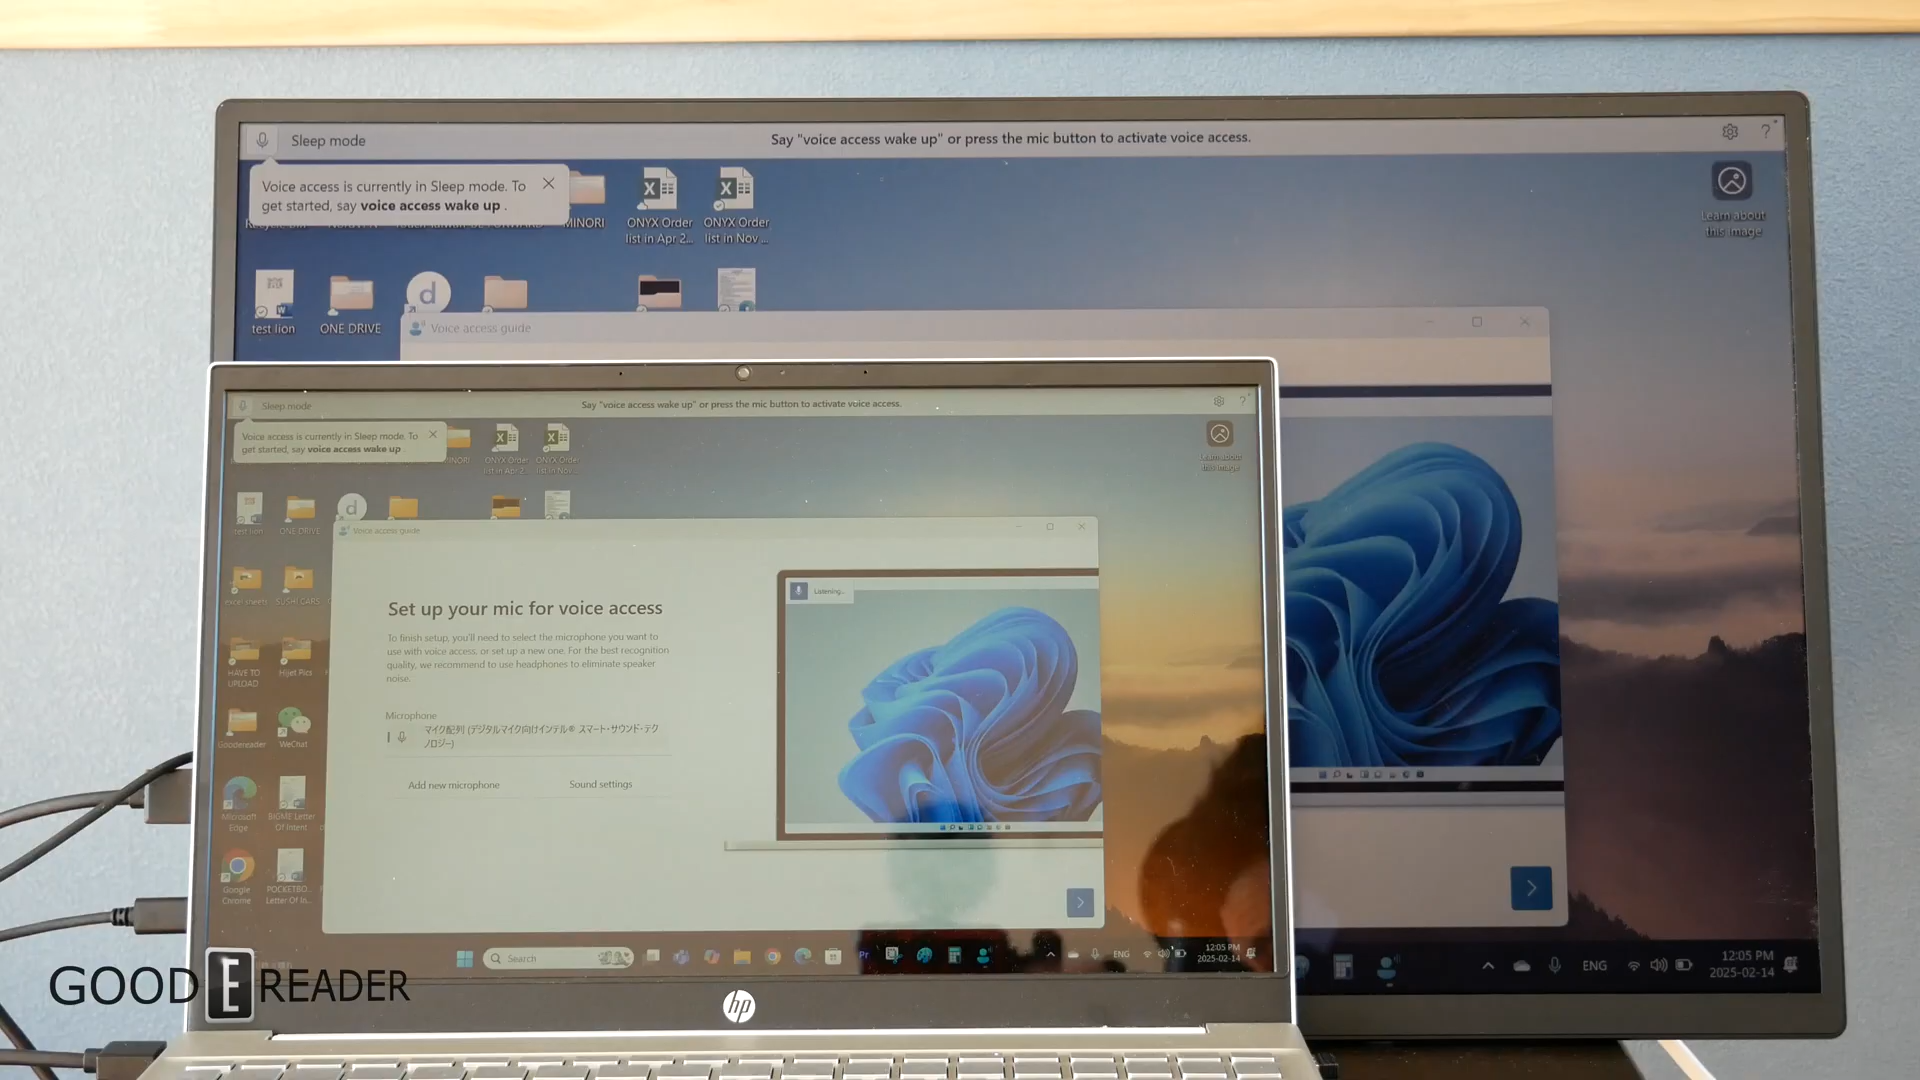 Sleep mode
Say "voice access wake up" or press the mic button to activate voice access.
?
Voice access is currently in Sleep mode. To
get started, say voice access wake up .
MINORI
ONYX Order
list in Apr 2...
ONYX Order
list in Nov ...
Learn about
this image
test lion
ONE DRIVE
d
Voice access guide
Sleep mode
Say "voice access wake up" or press the mic button to activate voice access.
?
Voice access is currently in Sleep mode. To
get started, say voice access wake up
ONYX Order
list in Apr 2...
ONYX Order
list in Nov ...
Learn about
this image
test lion
ONE DRIVE
d
Voice access guide
excel sheets
SUSHI CARS
HAVE TO
UPLOAD
Hijet Pics
Goodereader
WeChat
Microsoft
Edge
BIGME Letter
Of Intent
Google
Chrome
POCKETBO...
Letter Of In...
Set up your mic for voice access
To finish setup, you'll need to select the microphone you want to
use with voice access, or set up a new one. For the best recognition
quality, we recommend to use headphones to eliminate speaker
noise.
Microphone
マイク配列 (デジタルマイク向けインテル® スマート・サウンド・テク
ノロジー)
Add new microphone
Sound settings
Listening...
Search
Pr
ENG
12:05 PM
2025-02-14
ENG
12:05 PM
2025-02-14
hp
GOOD E READER